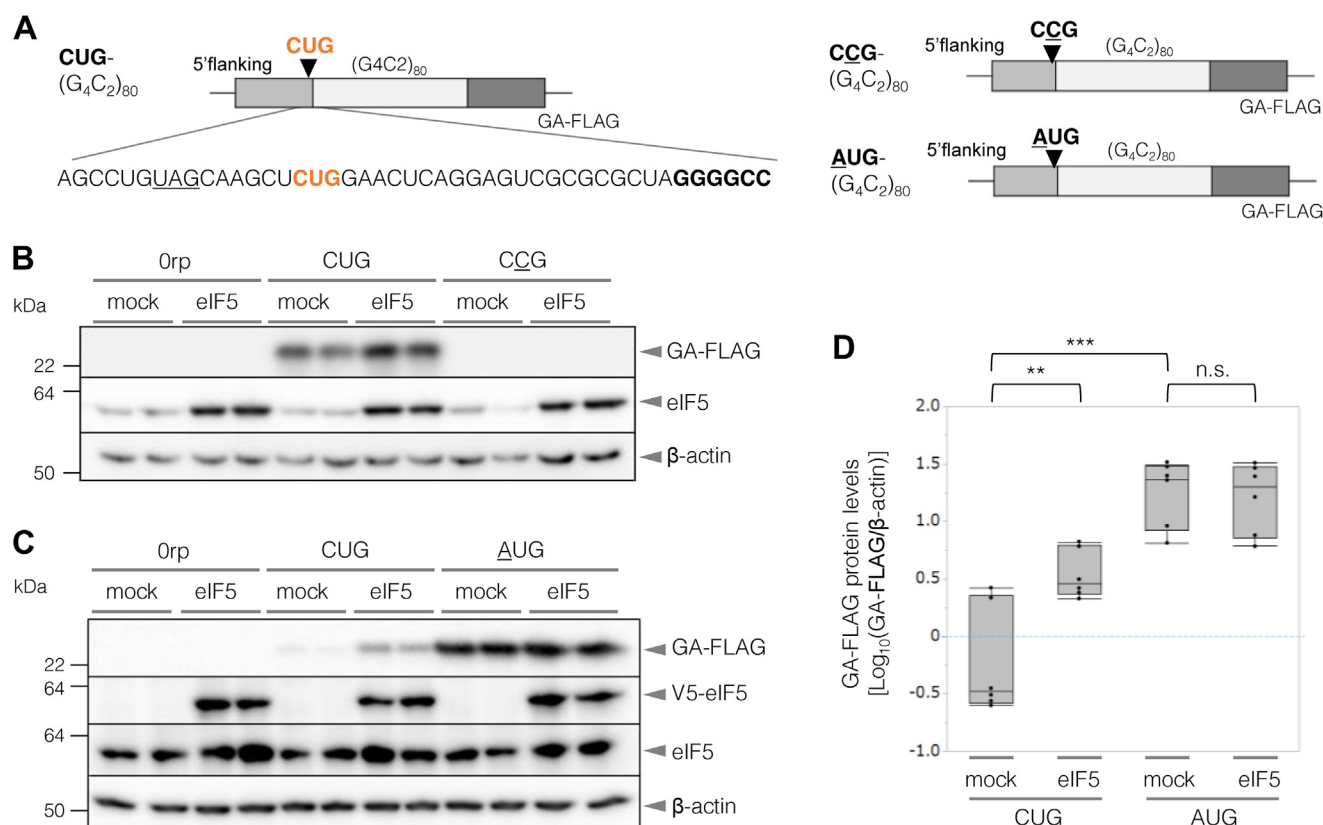 A
CUG-
(G₄C₂)₈₀
5'flanking
CUG
(G4C2)₈₀
GA-FLAG
AGCCUGUAGCAAGCUCUGGAACUCAGGAGUCGCGCGCUAGGGGCC
CCG-
(G₄C₂)₈₀
5'flanking
CCG
(G₄C₂)₈₀
GA-FLAG
AUG-
(G₄C₂)₈₀
5'flanking
AUG
(G₄C₂)₈₀
GA-FLAG
B
0rp CUG CCG
kDa mock eIF5 mock eIF5 mock eIF5
22 GA-FLAG
64 eIF5
50 β-actin
C
0rp CUG AUG
kDa mock eIF5 mock eIF5 mock eIF5
22 GA-FLAG
64 V5-eIF5
64 eIF5
50 β-actin
D
***
** n.s.
GA-FLAG protein levels
[Log₁₀(GA-FLAG/β-actin)]
2.0
1.5
1.0
0.5
0
-0.5
-1.0
mock eIF5 mock eIF5
CUG AUG